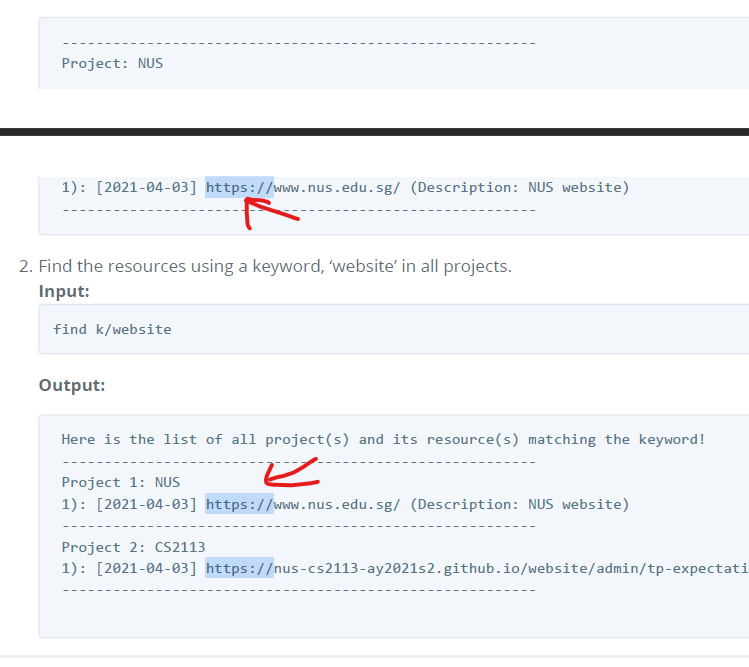 --------------------------------------------------------
Project: NUS
1): [2021-04-03] https://www.nus.edu.sg/ (Description: NUS website)
--------------------------------------------------------
2. Find the resources using a keyword, ‘website’ in all projects.
Input:
find k/website
Output:
Here is the list of all project(s) and its resource(s) matching the keyword!
--------------------------------------------------------
Project 1: NUS
1): [2021-04-03] https://www.nus.edu.sg/ (Description: NUS website)
--------------------------------------------------------
Project 2: CS2113
1): [2021-04-03] https://nus-cs2113-ay2021s2.github.io/website/admin/tp-expectati
--------------------------------------------------------